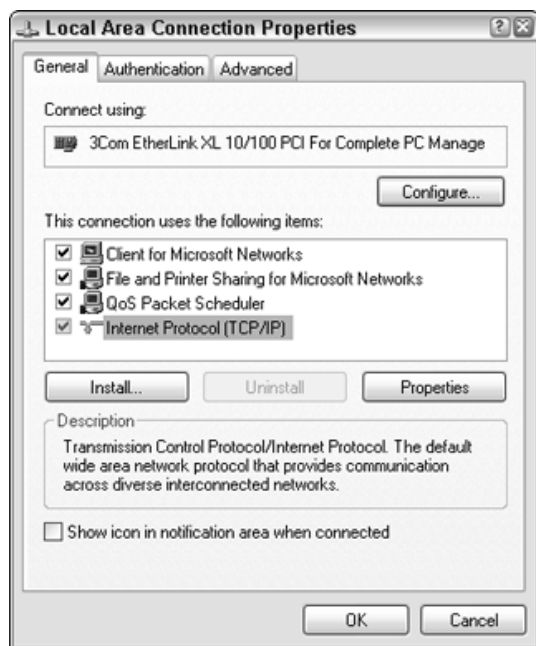 Local Area Connection Properties
General Authentication Advanced
Connect using:
3Com EtherLink XL 10/100 PCI For Complete PC Manage
Configure...
This connection uses the following items:
Client for Microsoft Networks
File and Printer Sharing for Microsoft Networks
QoS Packet Scheduler
Internet Protocol (TCP/IP)
Install... Uninstall Properties
Description
Transmission Control Protocol/Internet Protocol. The default
wide area network protocol that provides communication
across diverse interconnected networks.
Show icon in notification area when connected
OK Cancel